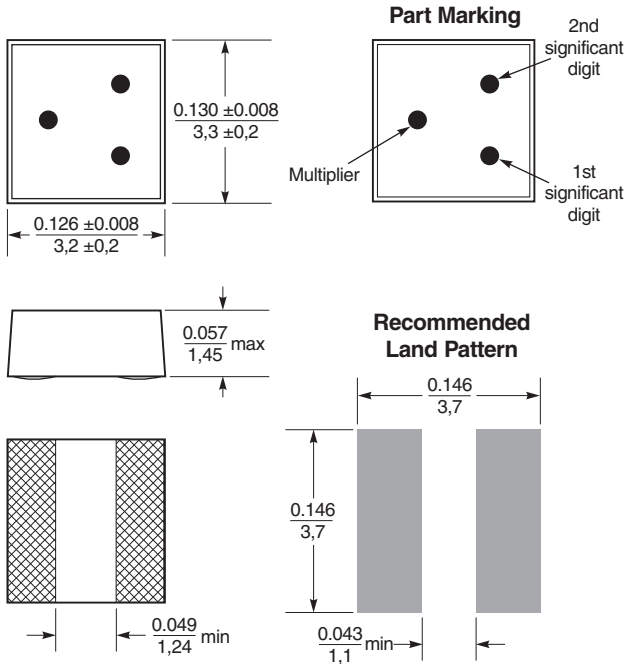 Part Marking
2nd
significant
digit
0.130 ±0.008
3,3 ±0,2
Multiplier
1st
significant
digit
0.126 ±0.008
3,2 ±0,2
0.057
1,45
max
Recommended
Land Pattern
0.146
3,7
0.146
3,7
0.049
1,24
min
0.043
1,1
min